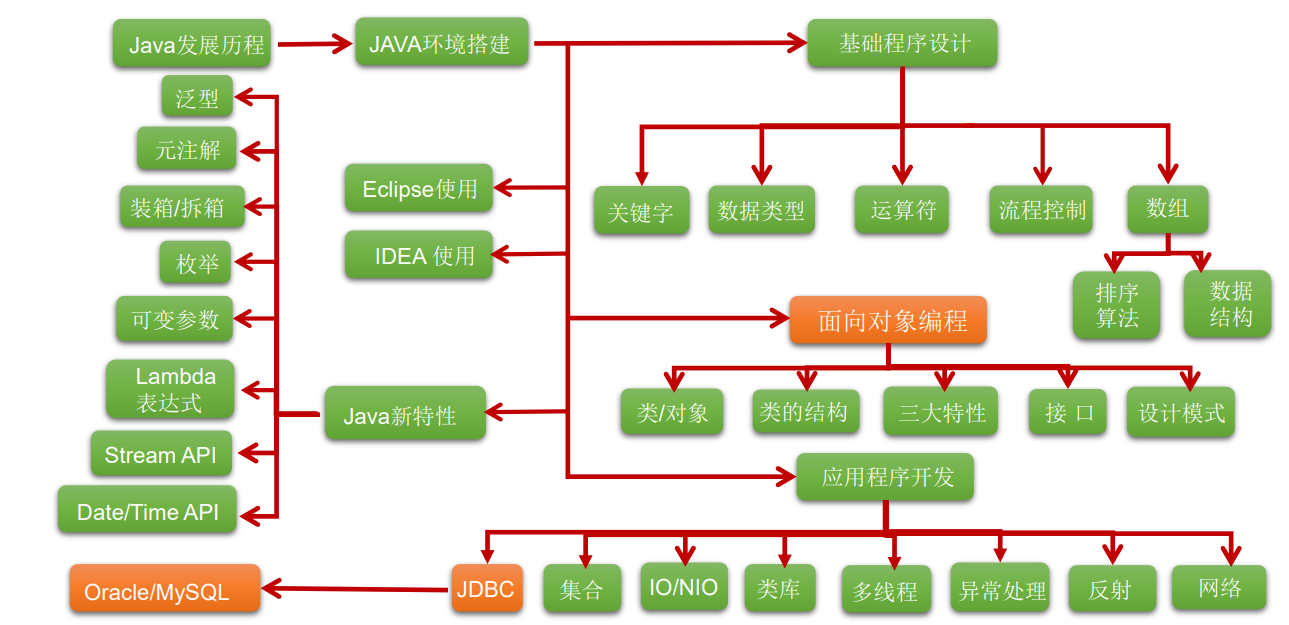 Java发展历程
JAVA环境搭建
基础程序设计
泛型
元注解
装箱/拆箱
枚举
可变参数
Lambda
表达式
Stream API
Date/Time API
Eclipse使用
IDEA 使用
Java新特性
关键字
数据类型
运算符
流程控制
数组
排序
算法
数据
结构
面向对象编程
类/对象
类的结构
三大特性
接 口
设计模式
应用程序开发
Oracle/MySQL
JDBC
集合
IO/NIO
类库
多线程
异常处理
反射
网络